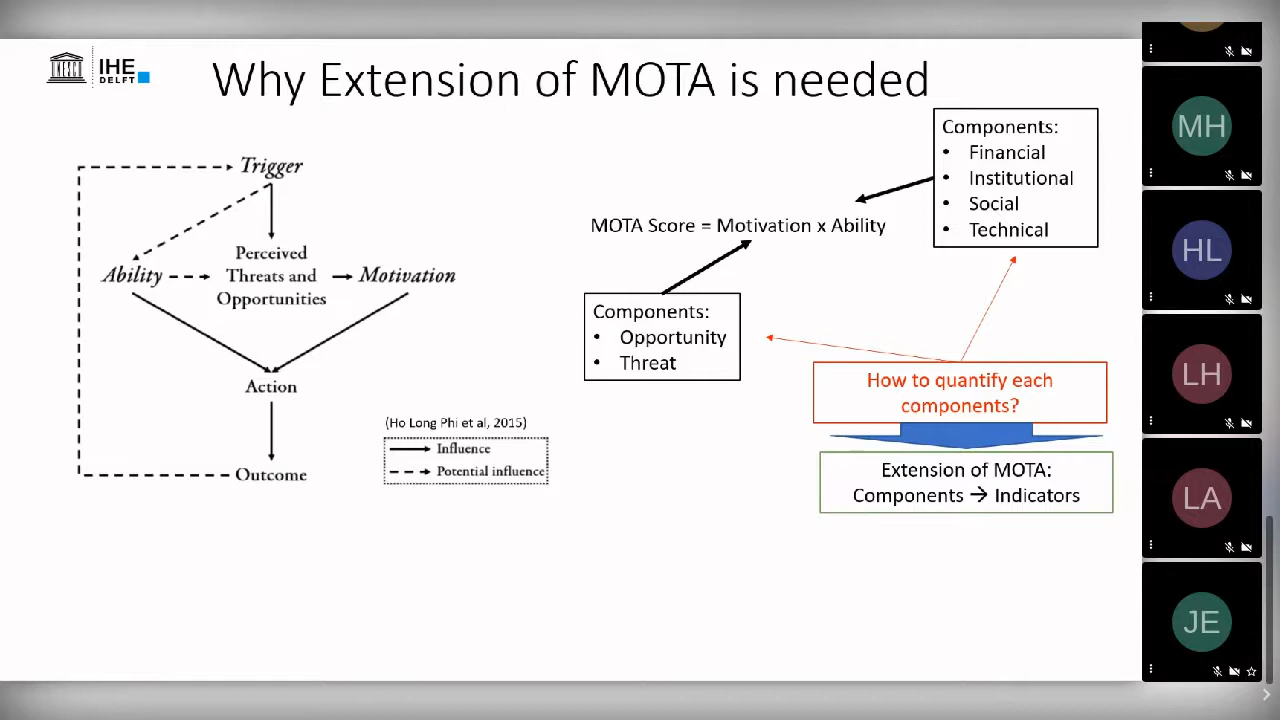 UNESCO
IHE
DELFT
Why Extension of MOTA is needed
Trigger
Ability
Perceived
Threats and
Opportunities
Motivation
Action
Outcome
(Ho Long Phi et al, 2015)
Influence
Potential influence
MOTA Score = Motivation x Ability
Components:
• Financial
• Institutional
• Social
• Technical
Components:
• Opportunity
• Threat
How to quantify each
components?
Extension of MOTA:
Components → Indicators
MH
HL
LH
LA
JE